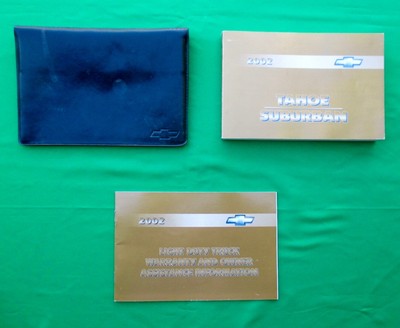 2002
TAHOE
SUBURBAN
2002
LIGHT DUTY TRUCK
WARRANTY AND OWNER
ASSISTANCE INFORMATION